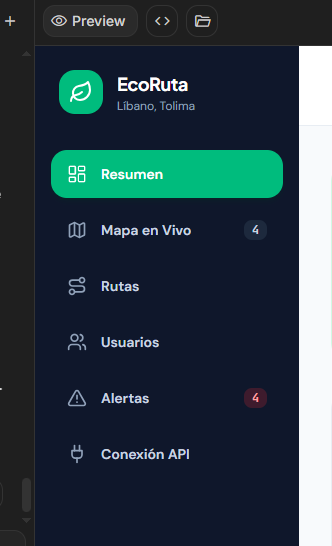 Preview
EcoRuta
Líbano, Tolima
Resumen
Mapa en Vivo 4
Rutas
Usuarios
Alertas 4
Conexión API